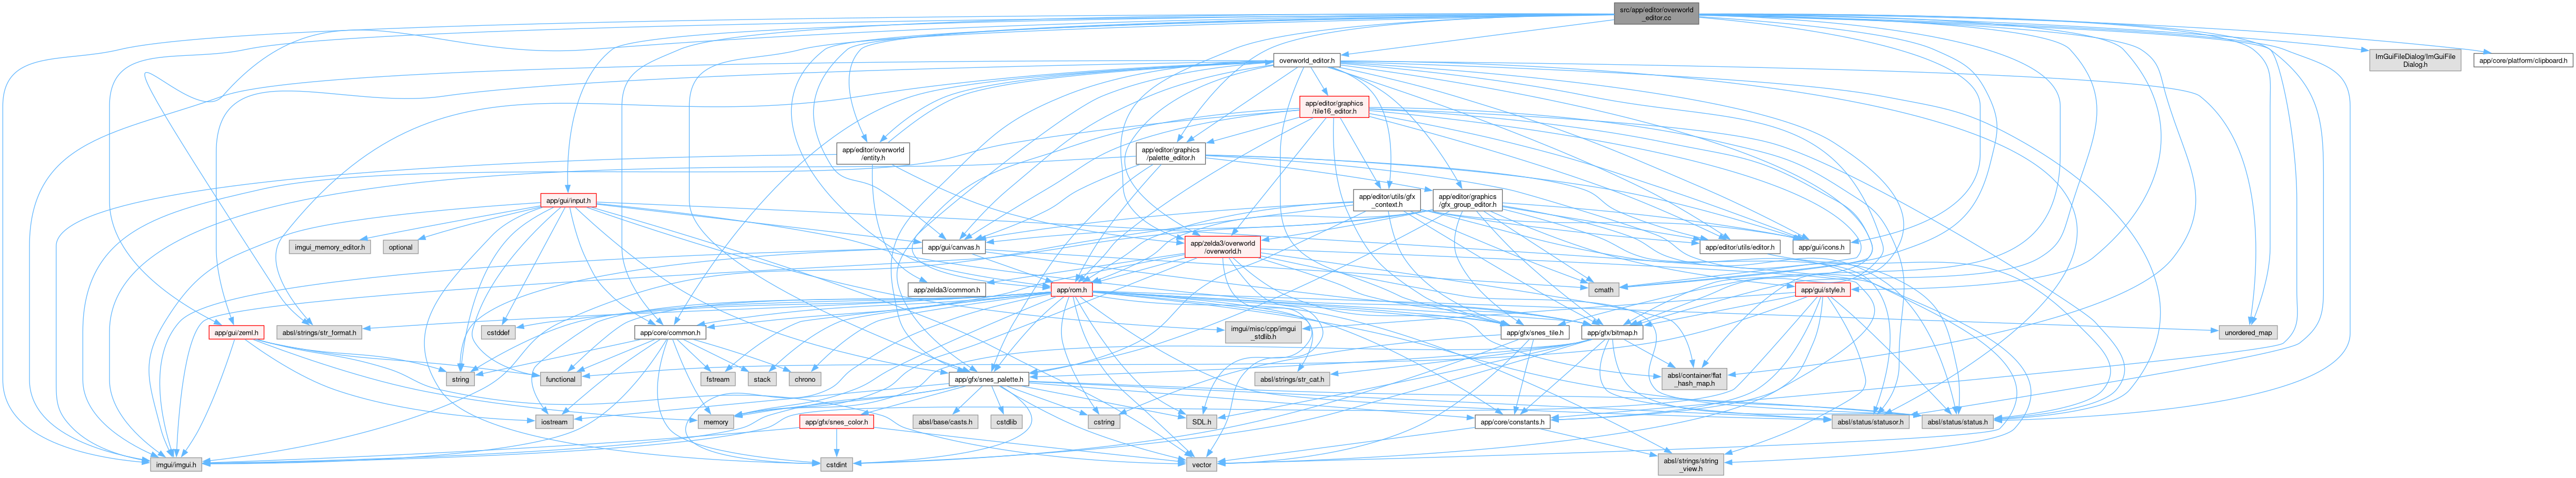 src/app/editor/overworld
_editor.cc
overworld_editor.h
ImGuiFileDialog/ImGuiFile
Dialog.h
app/core/platform/clipboard.h
app/editor/graphics
/tile16_editor.h
app/editor/overworld
/entity.h
app/editor/graphics
/palette_editor.h
app/gui/input.h
app/editor/utils/gfx
_context.h
app/editor/graphics
/gfx_group_editor.h
imgui_memory_editor.h
optional
app/gui/canvas.h
app/zelda3/overworld
/overworld.h
app/editor/utils/editor.h
app/gui/icons.h
app/zelda3/common.h
app/rom.h
cmath
app/gui/style.h
app/gui/zeml.h
absl/strings/str_format.h
cstddef
app/core/common.h
imgui/misc/cpp/imgui
_stdlib.h
app/gfx/snes_tile.h
app/gfx/bitmap.h
unordered_map
string
functional
fstream
stack
chrono
app/gfx/snes_palette.h
absl/strings/str_cat.h
absl/container/flat
_hash_map.h
iostream
memory
app/gfx/snes_color.h
absl/base/casts.h
cstdlib
cstring
SDL.h
app/core/constants.h
absl/status/statusor.h
absl/status/status.h
imgui/imgui.h
cstdint
vector
absl/strings/string
_view.h